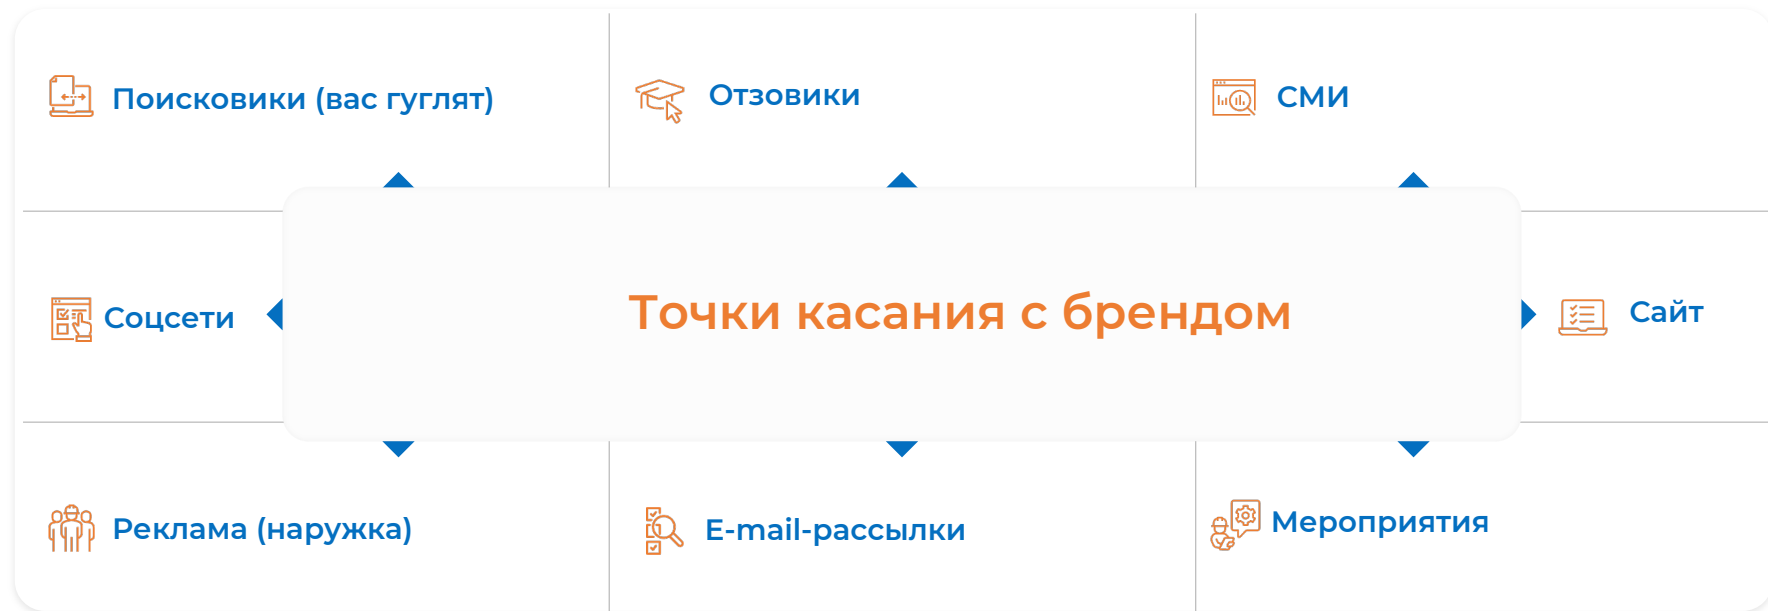 Поисковики (вас гуглят)
Отзовики
СМИ
Соцсети
Точки касания с брендом
Сайт
Реклама (наружка)
E-mail-рассылки
Мероприятия